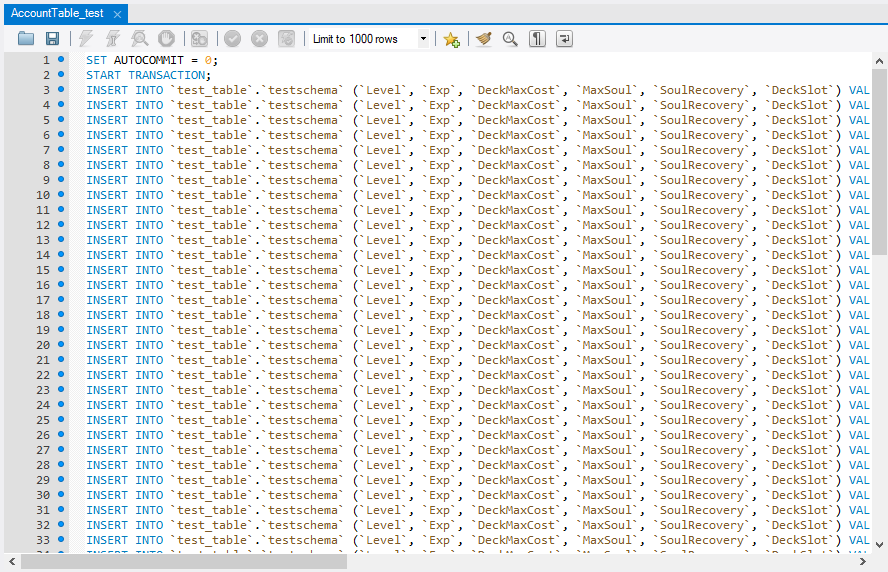 AccountTable_test
Limit to 1000 rows
1 SET AUTOCOMMIT = 0;
2 START TRANSACTION;
3 INSERT INTO `test_table`.`testschema` (`Level`, `Exp`, `DeckMaxCost`, `MaxSoul`, `SoulRecovery`, `DeckSlot`) VAL
4 INSERT INTO `test_table`.`testschema` (`Level`, `Exp`, `DeckMaxCost`, `MaxSoul`, `SoulRecovery`, `DeckSlot`) VAL
5 INSERT INTO `test_table`.`testschema` (`Level`, `Exp`, `DeckMaxCost`, `MaxSoul`, `SoulRecovery`, `DeckSlot`) VAL
6 INSERT INTO `test_table`.`testschema` (`Level`, `Exp`, `DeckMaxCost`, `MaxSoul`, `SoulRecovery`, `DeckSlot`) VAL
7 INSERT INTO `test_table`.`testschema` (`Level`, `Exp`, `DeckMaxCost`, `MaxSoul`, `SoulRecovery`, `DeckSlot`) VAL
8 INSERT INTO `test_table`.`testschema` (`Level`, `Exp`, `DeckMaxCost`, `MaxSoul`, `SoulRecovery`, `DeckSlot`) VAL
9 INSERT INTO `test_table`.`testschema` (`Level`, `Exp`, `DeckMaxCost`, `MaxSoul`, `SoulRecovery`, `DeckSlot`) VAL
10 INSERT INTO `test_table`.`testschema` (`Level`, `Exp`, `DeckMaxCost`, `MaxSoul`, `SoulRecovery`, `DeckSlot`) VAL
11 INSERT INTO `test_table`.`testschema` (`Level`, `Exp`, `DeckMaxCost`, `MaxSoul`, `SoulRecovery`, `DeckSlot`) VAL
12 INSERT INTO `test_table`.`testschema` (`Level`, `Exp`, `DeckMaxCost`, `MaxSoul`, `SoulRecovery`, `DeckSlot`) VAL
13 INSERT INTO `test_table`.`testschema` (`Level`, `Exp`, `DeckMaxCost`, `MaxSoul`, `SoulRecovery`, `DeckSlot`) VAL
14 INSERT INTO `test_table`.`testschema` (`Level`, `Exp`, `DeckMaxCost`, `MaxSoul`, `SoulRecovery`, `DeckSlot`) VAL
15 INSERT INTO `test_table`.`testschema` (`Level`, `Exp`, `DeckMaxCost`, `MaxSoul`, `SoulRecovery`, `DeckSlot`) VAL
16 INSERT INTO `test_table`.`testschema` (`Level`, `Exp`, `DeckMaxCost`, `MaxSoul`, `SoulRecovery`, `DeckSlot`) VAL
17 INSERT INTO `test_table`.`testschema` (`Level`, `Exp`, `DeckMaxCost`, `MaxSoul`, `SoulRecovery`, `DeckSlot`) VAL
18 INSERT INTO `test_table`.`testschema` (`Level`, `Exp`, `DeckMaxCost`, `MaxSoul`, `SoulRecovery`, `DeckSlot`) VAL
19 INSERT INTO `test_table`.`testschema` (`Level`, `Exp`, `DeckMaxCost`, `MaxSoul`, `SoulRecovery`, `DeckSlot`) VAL
20 INSERT INTO `test_table`.`testschema` (`Level`, `Exp`, `DeckMaxCost`, `MaxSoul`, `SoulRecovery`, `DeckSlot`) VAL
21 INSERT INTO `test_table`.`testschema` (`Level`, `Exp`, `DeckMaxCost`, `MaxSoul`, `SoulRecovery`, `DeckSlot`) VAL
22 INSERT INTO `test_table`.`testschema` (`Level`, `Exp`, `DeckMaxCost`, `MaxSoul`, `SoulRecovery`, `DeckSlot`) VAL
23 INSERT INTO `test_table`.`testschema` (`Level`, `Exp`, `DeckMaxCost`, `MaxSoul`, `SoulRecovery`, `DeckSlot`) VAL
24 INSERT INTO `test_table`.`testschema` (`Level`, `Exp`, `DeckMaxCost`, `MaxSoul`, `SoulRecovery`, `DeckSlot`) VAL
25 INSERT INTO `test_table`.`testschema` (`Level`, `Exp`, `DeckMaxCost`, `MaxSoul`, `SoulRecovery`, `DeckSlot`) VAL
26 INSERT INTO `test_table`.`testschema` (`Level`, `Exp`, `DeckMaxCost`, `MaxSoul`, `SoulRecovery`, `DeckSlot`) VAL
27 INSERT INTO `test_table`.`testschema` (`Level`, `Exp`, `DeckMaxCost`, `MaxSoul`, `SoulRecovery`, `DeckSlot`) VAL
28 INSERT INTO `test_table`.`testschema` (`Level`, `Exp`, `DeckMaxCost`, `MaxSoul`, `SoulRecovery`, `DeckSlot`) VAL
29 INSERT INTO `test_table`.`testschema` (`Level`, `Exp`, `DeckMaxCost`, `MaxSoul`, `SoulRecovery`, `DeckSlot`) VAL
30 INSERT INTO `test_table`.`testschema` (`Level`, `Exp`, `DeckMaxCost`, `MaxSoul`, `SoulRecovery`, `DeckSlot`) VAL
31 INSERT INTO `test_table`.`testschema` (`Level`, `Exp`, `DeckMaxCost`, `MaxSoul`, `SoulRecovery`, `DeckSlot`) VAL
32 INSERT INTO `test_table`.`testschema` (`Level`, `Exp`, `DeckMaxCost`, `MaxSoul`, `SoulRecovery`, `DeckSlot`) VAL
33 INSERT INTO `test_table`.`testschema` (`Level`, `Exp`, `DeckMaxCost`, `MaxSoul`, `SoulRecovery`, `DeckSlot`) VAL